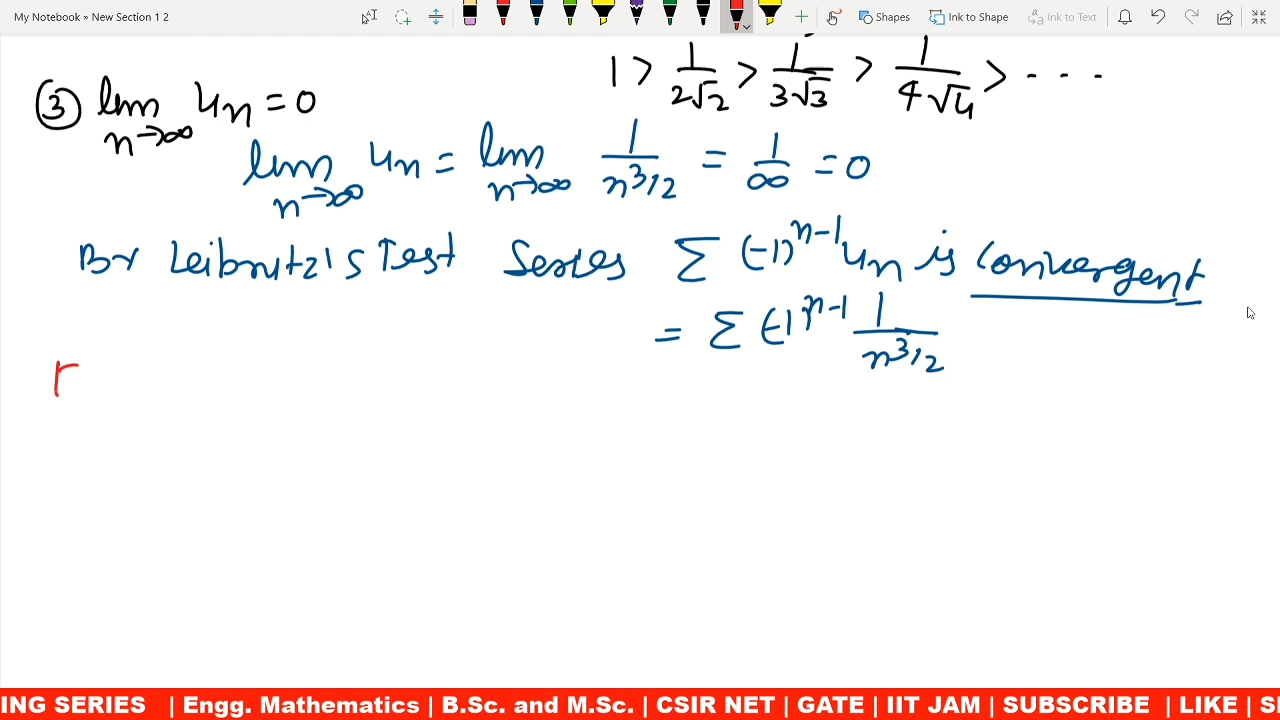 My Notebook » New Section 1 2
Shapes
Ink to Shape
Ink to Text
1 > 1/2√2 > 1/3√3 > 1/4√4 > - - -
③ lim n→∞ un = 0
lim n→∞ un = lim n→∞ 1/n^3/2 = 1/∞ = 0
By Leibnitz's Test Series Σ (-1)^n-1 un is convergent
= Σ (-1)^n-1 1/n^3/2
ING SERIES | Engg. Mathematics | B.Sc. and M.Sc. | CSIR NET | GATE | IIT JAM | SUBSCRIBE | LIKE | S